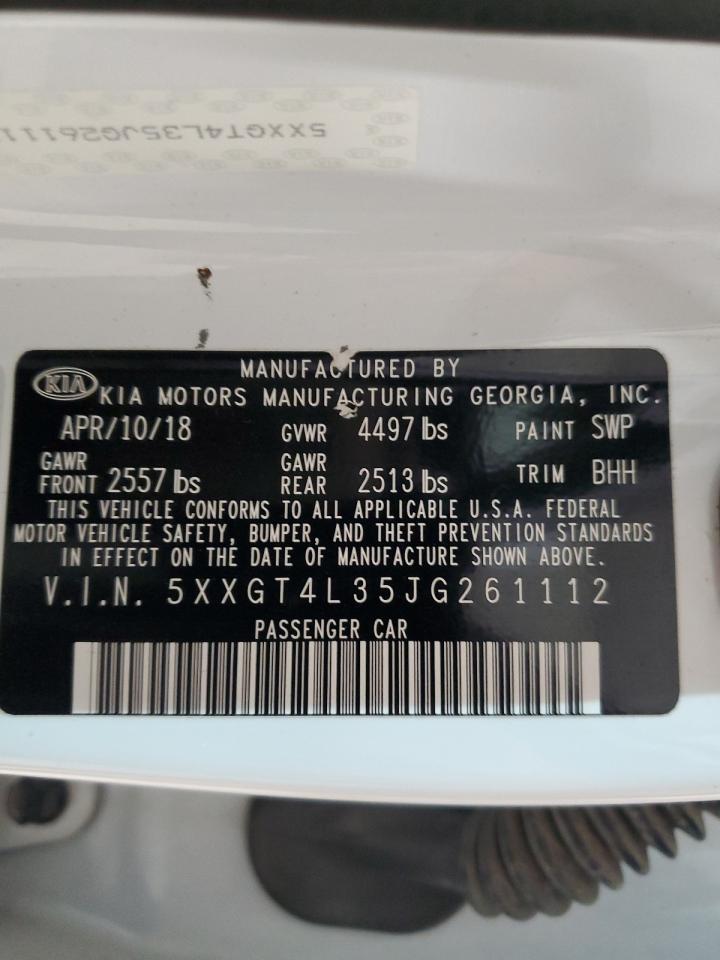 5XXGT4L35JG26111
MANUFACTURED BY
KIA KIA MOTORS MANUFACTURING GEORGIA, INC.
APR/10/18 GVWR 4497 lbs PAINT SWP
GAWR FRONT 2557 lbs GAWR REAR 2513 lbs TRIM BHH
THIS VEHICLE CONFORMS TO ALL APPLICABLE U.S.A. FEDERAL
MOTOR VEHICLE SAFETY, BUMPER, AND THEFT PREVENTION STANDARDS
IN EFFECT ON THE DATE OF MANUFACTURE SHOWN ABOVE.
V.I.N. 5XXGT4L35JG261112
PASSENGER CAR